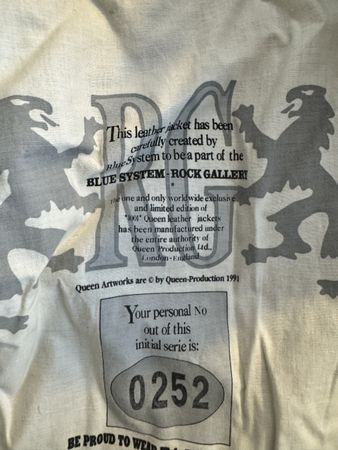 RG
This leather jacket has been
carefully created by
Blue System to be a part of the
BLUE SYSTEM - ROCK GALLERY
The one and only worldwide exclusive
and limited edition of
"1001" Queen leather jackets
has been manufactured under
the entire authority of
Queen Production Ltd.,
London - England
Queen Artworks are © by Queen-Production 1991
Your personal No
out of this
initial serie is:
0252
BE PROUD TO WEAR